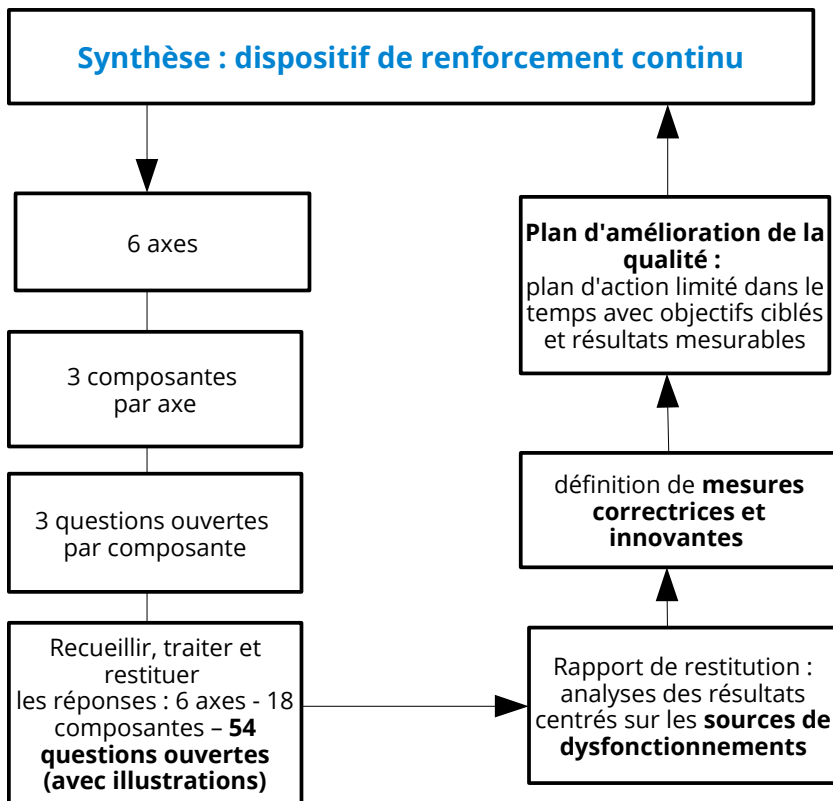 Synthèse : dispositif de renforcement continu
6 axes
3 composantes
par axe
3 questions ouvertes
par composante
Recueillir, traiter et
restituer
les réponses : 6 axes - 18
composantes – 54
questions ouvertes
(avec illustrations)
Rapport de restitution :
analyses des résultats
centrés sur les sources de
dysfonctionnements
définition de mesures
correctrices et
innovantes
Plan d'amélioration de la
qualité :
plan d'action limité dans le
temps avec objectifs ciblés
et résultats mesurables